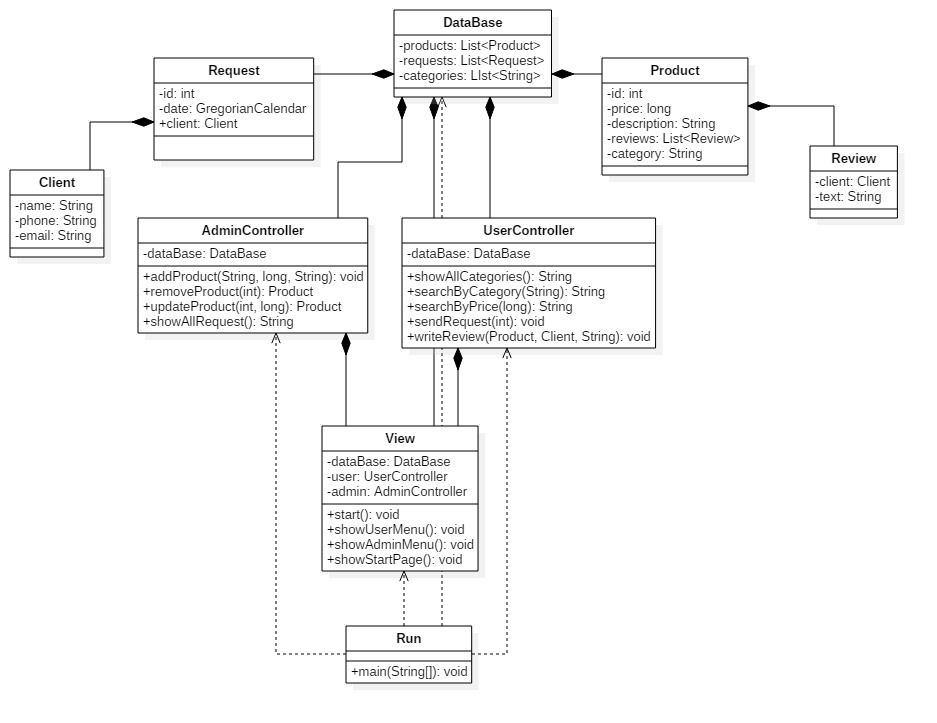 DataBase
-products: List<Product>
-requests: List<Request>
-categories: LIst<String>
Request
-id: int
-date: GregorianCalendar
+client: Client
Product
-id: int
-price: long
-description: String
-reviews: List<Review>
-category: String
Client
-name: String
-phone: String
-email: String
Review
-client: Client
-text: String
AdminController
-dataBase: DataBase
+addProduct(String, long, String): void
+removeProduct(int): Product
+updateProduct(int, long): Product
+showAllRequest(): String
UserController
-dataBase: DataBase
+showAllCategories(): String
+searchByCategory(String): String
+searchByPrice(long): String
+sendRequest(int): void
+writeReview(Product, Client, String): void
View
-dataBase: DataBase
-user: UserController
-admin: AdminController
+start(): void
+showUserMenu(): void
+showAdminMenu(): void
+showStartPage(): void
Run
+main(String[]): void